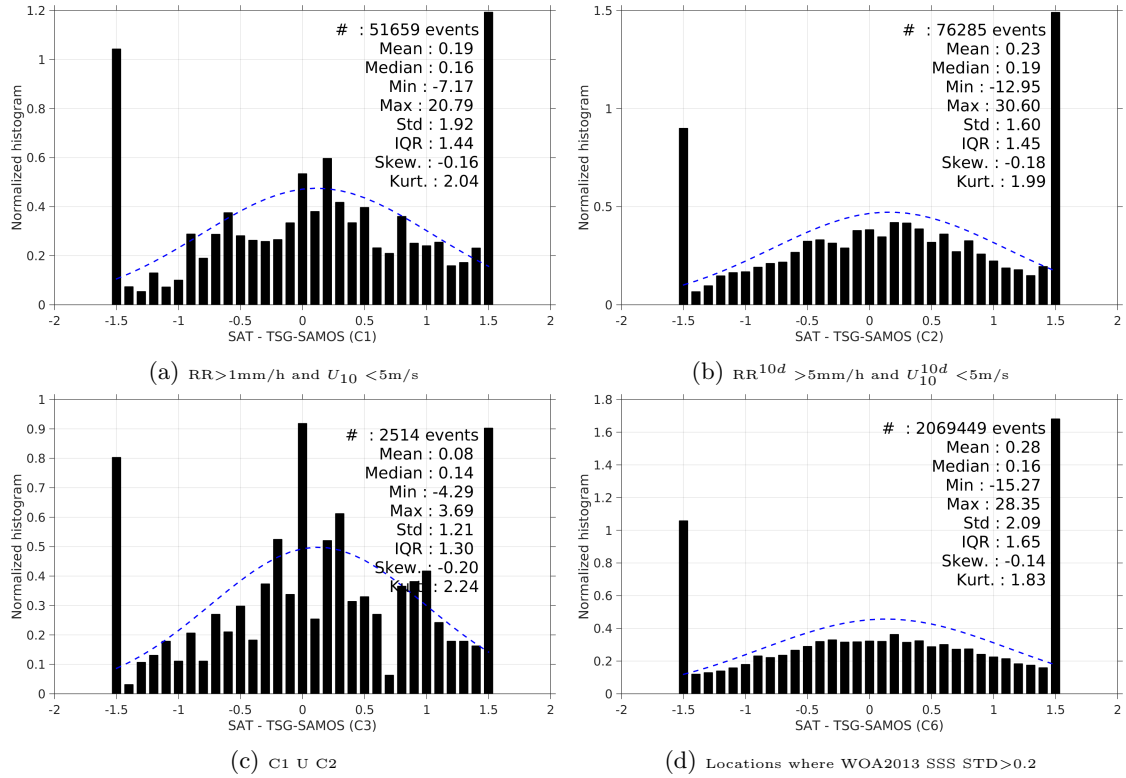 1.2
1
0.8
0.6
0.4
0.2
0
-2
-1.5
-1
-0.5
0
0.5
1
1.5
2
Normalized histogram
SAT - TSG-SAMOS (C1)
# : 51659 events
Mean : 0.19
Median : 0.16
Min : -7.17
Max : 20.79
Std : 1.92
IQR : 1.44
Skew. : -0.16
Kurt. : 2.04
(a) RR>1mm/h and U10 <5m/s
1.5
1
0.5
0
-2
-1.5
-1
-0.5
0
0.5
1
1.5
2
Normalized histogram
SAT - TSG-SAMOS (C2)
# : 76285 events
Mean : 0.23
Median : 0.19
Min : -12.95
Max : 30.60
Std : 1.60
IQR : 1.45
Skew. : -0.18
Kurt. : 1.99
(b) RR10d >5mm/h and U10d10 <5m/s
1
0.9
0.8
0.7
0.6
0.5
0.4
0.3
0.2
0.1
0
-2
-1.5
-1
-0.5
0
0.5
1
1.5
2
Normalized histogram
SAT - TSG-SAMOS (C3)
# : 2514 events
Mean : 0.08
Median : 0.14
Min : -4.29
Max : 3.69
Std : 1.21
IQR : 1.30
Skew. : -0.20
Kurt. : 2.24
(c) C1 U C2
1.8
1.6
1.4
1.2
1
0.8
0.6
0.4
0.2
0
-2
-1.5
-1
-0.5
0
0.5
1
1.5
2
Normalized histogram
SAT - TSG-SAMOS (C6)
# : 2069449 events
Mean : 0.28
Median : 0.16
Min : -15.27
Max : 28.35
Std : 2.09
IQR : 1.65
Skew. : -0.14
Kurt. : 1.83
(d) Locations where WOA2013 SSS STD>0.2